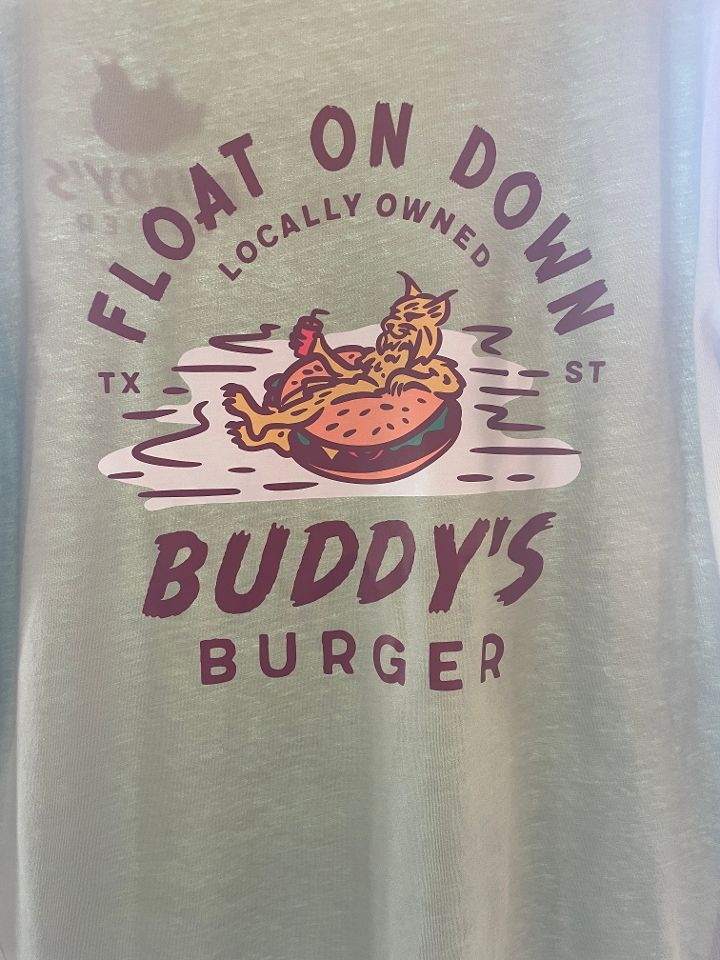 FLOAT ON DOWN
LOCALLY OWNED
TX ST
BUDDY'S
BURGER